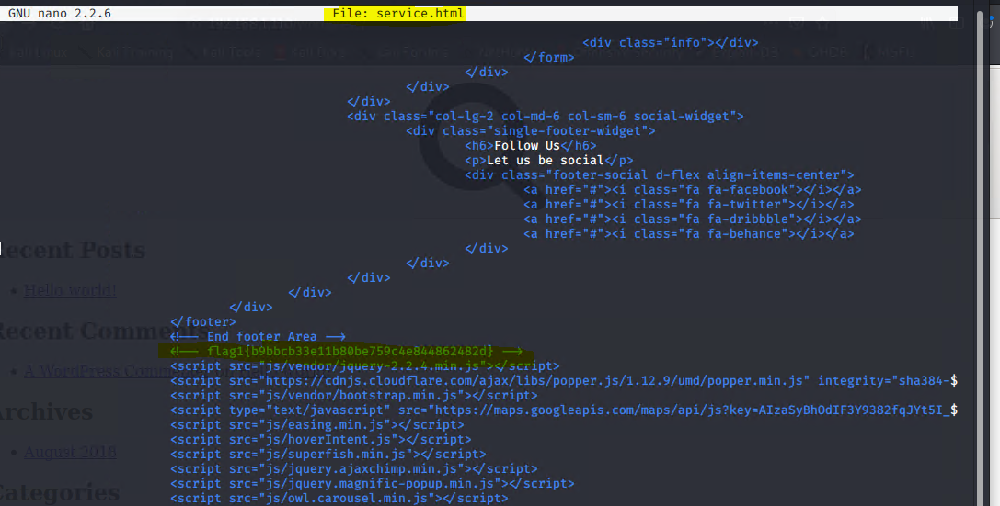 GNU nano 2.2.6 File: service.html
<div class="info"></div>
</form>
</div>
</div>
</div>
<div class="col-lg-2 col-md-6 col-sm-6 social-widget">
<div class="single-footer-widget">
<h6>Follow Us</h6>
<p>Let us be social</p>
<div class="footer-social d-flex align-items-center">
<a href="#"><i class="fa fa-facebook"></i></a>
<a href="#"><i class="fa fa-twitter"></i></a>
<a href="#"><i class="fa fa-dribbble"></i></a>
<a href="#"><i class="fa fa-behance"></i></a>
</div>
</div>
</div>
</div>
</div>
</footer>
<!-- End footer Area -->
<!-- flag1{b9bbcb33e11b80be759c4e844862482d} -->
<script src="js/vendor/jquery-2.2.4.min.js"></script>
<script src="https://cdnjs.cloudflare.com/ajax/libs/popper.js/1.12.9/umd/popper.min.js" integrity="sha384-$
<script src="js/vendor/bootstrap.min.js"></script>
<script type="text/javascript" src="https://maps.googleapis.com/maps/api/js?key=AIzaSyBhOdIF3Y9382fqJYt5I_$
<script src="js/easing.min.js"></script>
<script src="js/hoverIntent.js"></script>
<script src="js/superfish.min.js"></script>
<script src="js/jquery.ajaxchimp.min.js"></script>
<script src="js/jquery.magnific-popup.min.js"></script>
<script src="js/owl.carousel.min.js"></script>
Recent Posts
Hello world!
Recent Comments
A WordPress
Archives
August 2018
Categories